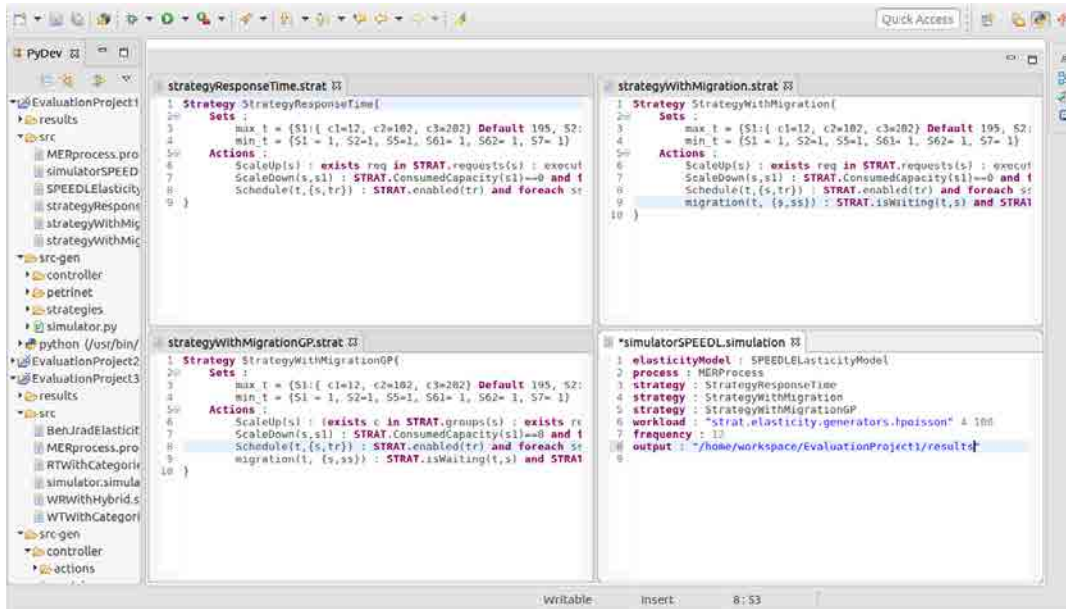 Quick Access
PyDev
EvaluationProject1
results
src
MERprocess.pro
simulatorSPEED
SPEEDLElasticity
strategyRespons
strategyWithMig
strategyWithMig
src-gen
controller
petrinet
strategies
simulator.py
python (/usr/bin/
EvaluationProject2
EvaluationProject3
results
src
BenJradElasticit
MERprocess.pro
RTWithCategorie
simulator.simula
WRWithHybrid.s
WTWithCategori
src-gen
controller
actions
strategyResponseTime.strat
1 Strategy StrategyResponseTime{
2 Sets :
3 max_t = {S1:{ c1=12, c2=102, c3=202} Default 195, S2:
4 min_t = {S1 = 1, S2=1, S5=1, S61= 1, S62= 1, S7= 1}
5 Actions :
6 ScaleUp(s) : exists req in STRAT.requests(s) : execut
7 ScaleDown(s,s1) : STRAT.ConsumedCapacity(s1)==0 and f
8 Schedule(t,{s,tr}) : STRAT.enabled(tr) and foreach s
9 }
strategyWithMigration.strat
1 Strategy StrategyWithMigration{
2 Sets :
3 max_t = {S1:{ c1=12, c2=102, c3=202} Default 195, S2:
4 min_t = {S1 = 1, S2=1, S5=1, S61= 1, S62= 1, S7= 1}
5 Actions :
6 ScaleUp(s) : exists req in STRAT.requests(s) : execut
7 ScaleDown(s,s1) : STRAT.ConsumedCapacity(s1)==0 and f
8 Schedule(t,{s,tr}) : STRAT.enabled(tr) and foreach s
9 migration(t, {s,ss}) : STRAT.isWaiting(t,s) and STRAT
10 }
strategyWithMigrationGP.strat
1 Strategy StrategyWithMigrationGP{
2 Sets :
3 max_t = {S1:{ c1=12, c2=102, c3=202} Default 195, S2:
4 min_t = {S1 = 1, S2=1, S5=1, S61= 1, S62= 1, S7= 1}
5 Actions :
6 ScaleUp(s) : (exists c in STRAT.groups(s) : exists re
7 ScaleDown(s,s1) : STRAT.ConsumedCapacity(s1)==0 and f
8 Schedule(t,{s,tr}) : STRAT.enabled(tr) and foreach s
9 migration(t, {s,ss}) : STRAT.isWaiting(t,s) and STRAT
10 }
*simulatorSPEEDL.simulation
1 elasticityModel : SPEEDLELasticityModel
2 process : MERProcess
3 strategy : StrategyResponseTime
4 strategy : StrategyWithMigration
5 strategy : StrategyWithMigrationGP
6 workload : "strat.elasticity.generators.hpoisson" 4 100
7 frequency : 12
8 output : "/home/workspace/EvaluationProject1/results"
9
Writable Insert 8 : 53